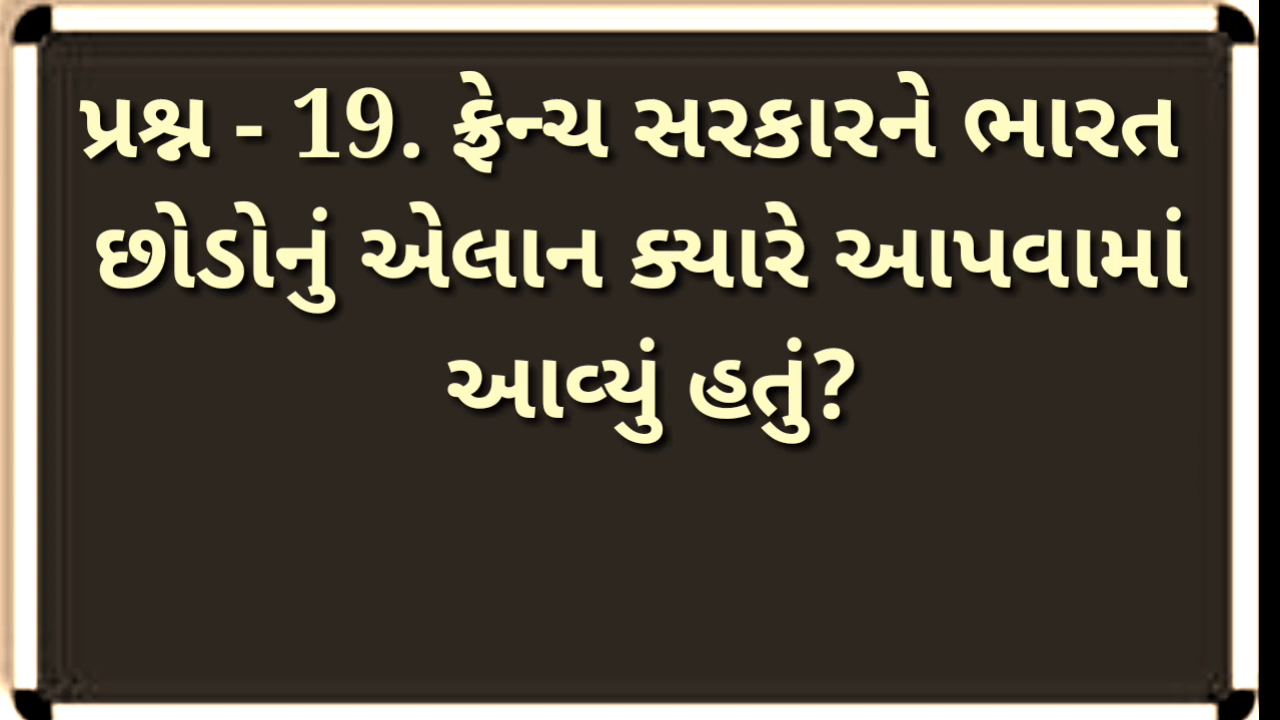 પ્રશ્ન - 19. ફ્રેન્ચ સરકારને ભારત
છોડોનું એલાન ક્યારે આપવામાં
આવ્યું હતું?